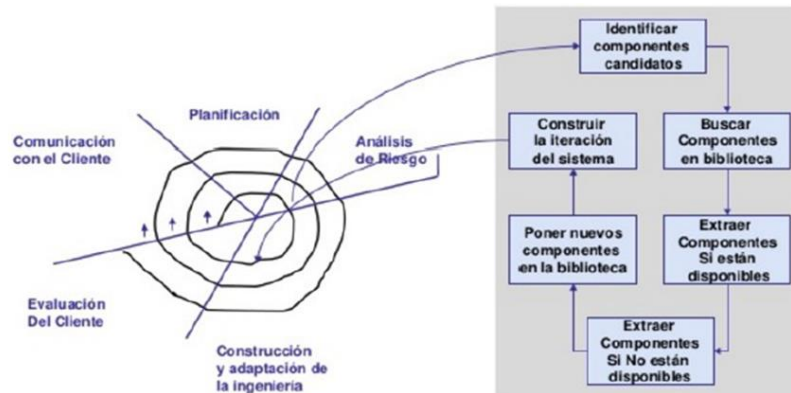 Planificación
Comunicación
con el Cliente
Análisis
de Riesgo
Evaluación
Del Cliente
Construcción
y adaptación de
la ingeniería
Identificar
componentes
candidatos
Buscar
Componentes
en biblioteca
Extraer
Componentes
Si están
disponibles
Extraer
Componentes
Si No están
disponibles
Poner nuevos
componentes
en la biblioteca
Construir
la iteración
del sistema